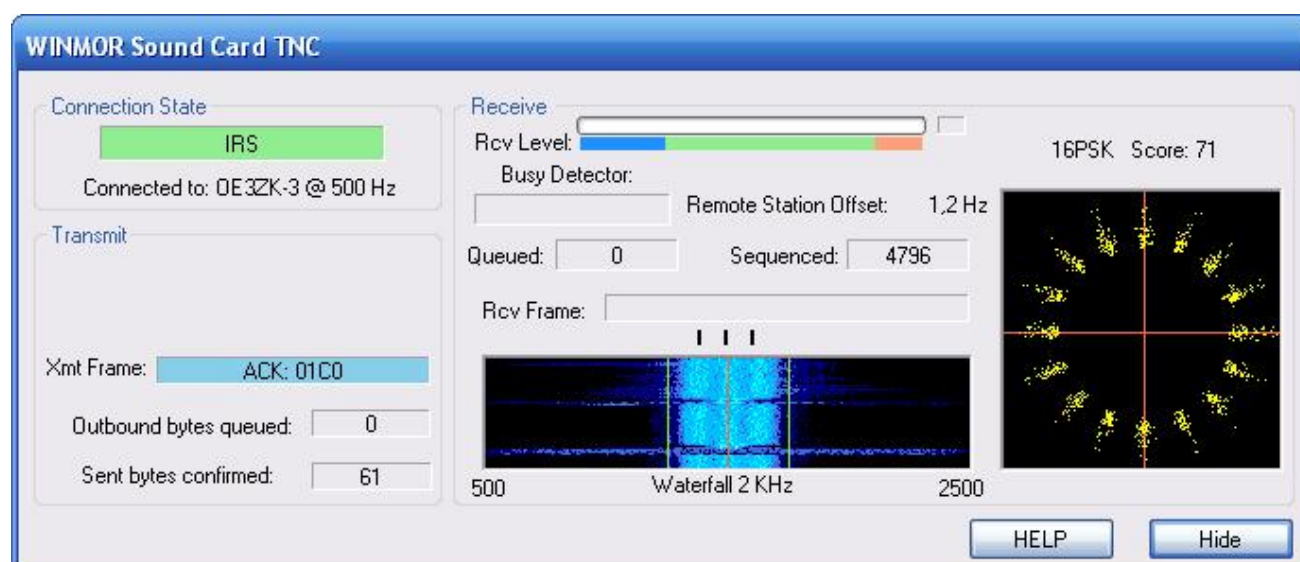 WINMOR Sound Card TNC
Connection State
IRS
Connected to: OE3ZK-3 @ 500 Hz
Transmit
Xmt Frame: ACK: 01C0
Outbound bytes queued: 0
Sent bytes confirmed: 61
Receive
Rcv Level:
Busy Detector:
Remote Station Offset: 1,2 Hz
Queued: 0 Sequenced: 4796
Rcv Frame:
500 Waterfall 2 KHz 2500
16PSK Score: 71
HELP Hide